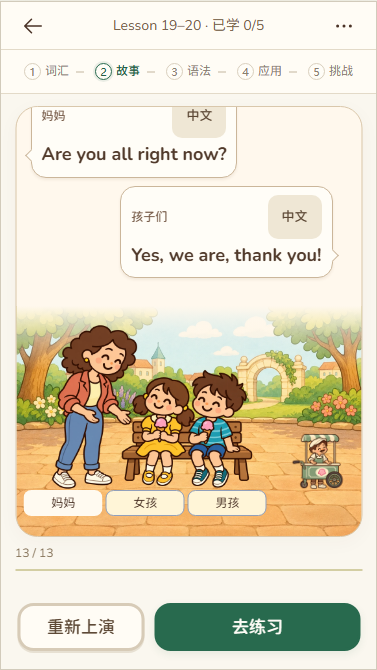 Lesson 19–20 · 已学 0/5
1 词汇 2 故事 3 语法 4 应用 5 挑战
妈妈 中文
Are you all right now?
孩子们 中文
Yes, we are, thank you!
妈妈 女孩 男孩
13 / 13
重新上演 去练习